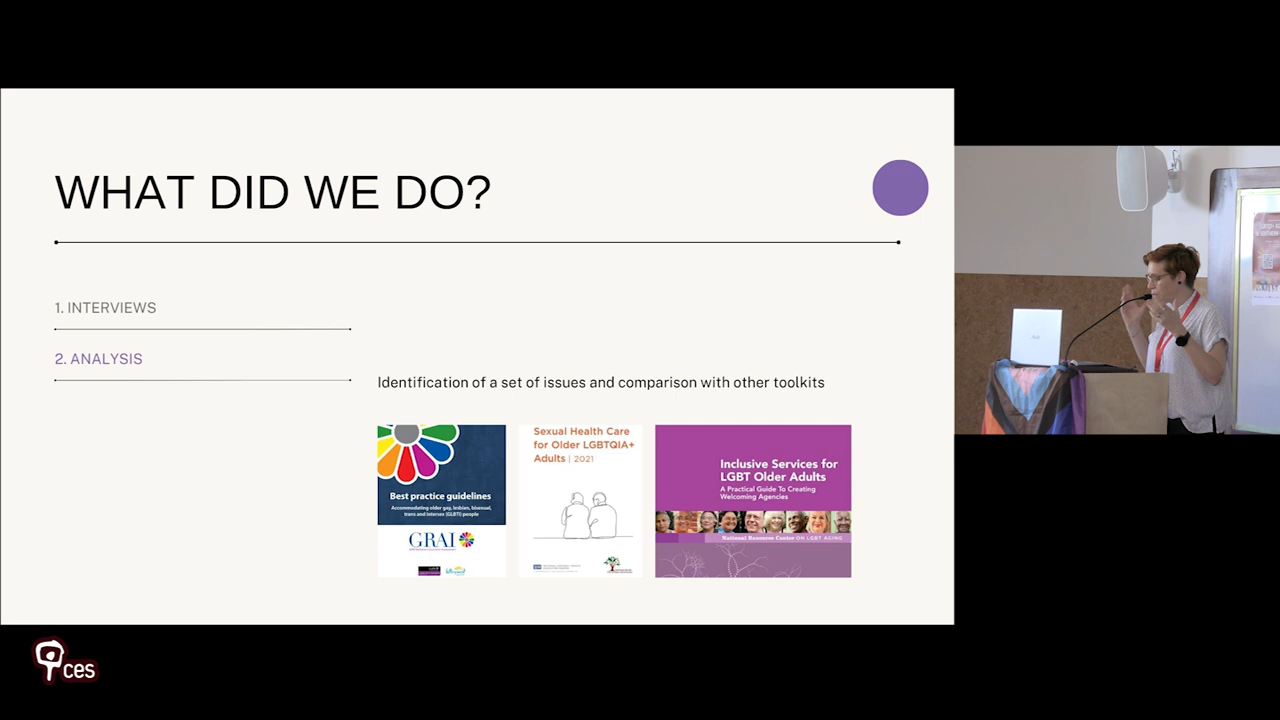 WHAT DID WE DO?
1. INTERVIEWS
2. ANALYSIS
Identification of a set of issues and comparison with other toolkits
Best practice guidelines
Accommodating older gay, lesbian, bisexual,
trans and intersex (GLBTI) people
GRAI
Sexual Health Care
for Older LGBTQIA+
Adults | 2021
Inclusive Services for
LGBT Older Adults
A Practical Guide To Creating
Welcoming Agencies
National Resource Center ON LGBT AGING
ces